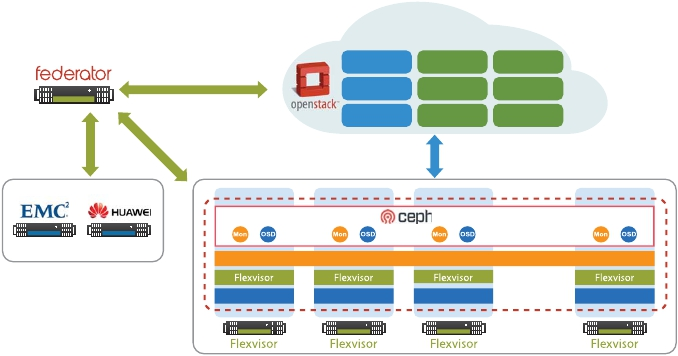 federator
openstack™
EMC²
HUAWEI
ceph
Mon OSD Mon OSD Mon OSD Mon OSD
Flexvisor Flexvisor Flexvisor Flexvisor
Flexvisor Flexvisor Flexvisor Flexvisor